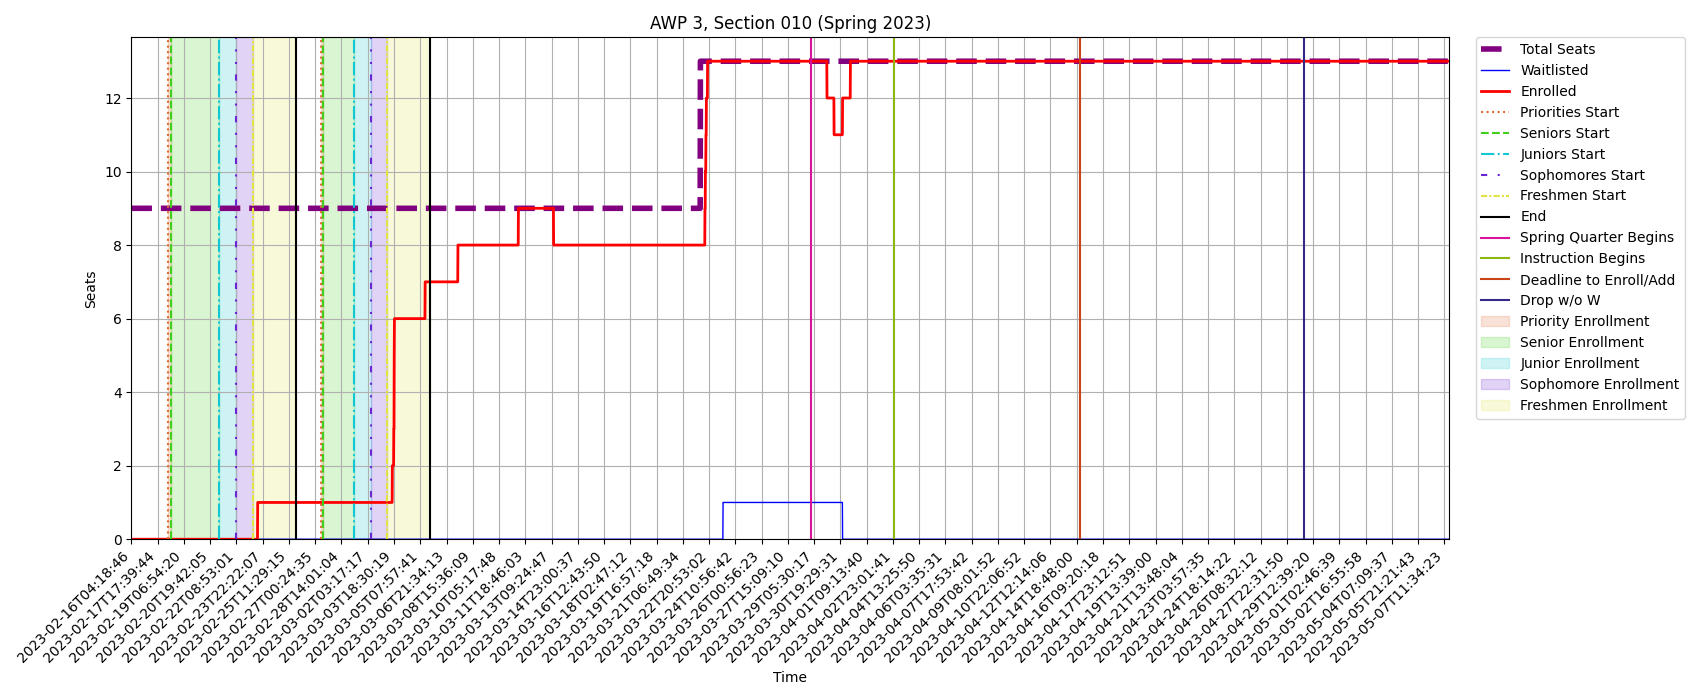 AWP 3, Section 010 (Spring 2023)
Seats
12
10
8
6
4
2
0
2023-02-16T04:18:46
2023-02-17T17:39:44
2023-02-19T06:54:20
2023-02-20T19:42:05
2023-02-22T08:53:01
2023-02-23T22:22:07
2023-02-25T11:29:15
2023-02-27T00:24:35
2023-02-28T14:01:04
2023-03-02T03:17:17
2023-03-03T18:30:19
2023-03-05T07:57:41
2023-03-06T21:34:13
2023-03-08T15:36:09
2023-03-10T05:17:48
2023-03-11T18:46:03
2023-03-13T09:24:47
2023-03-14T23:00:37
2023-03-16T12:43:50
2023-03-18T02:47:12
2023-03-19T16:57:18
2023-03-21T06:49:34
2023-03-22T20:53:02
2023-03-24T10:56:42
2023-03-26T00:56:23
2023-03-27T15:09:10
2023-03-29T05:30:17
2023-03-30T19:29:31
2023-04-01T09:13:40
2023-04-02T23:01:41
2023-04-04T13:25:50
2023-04-06T03:35:31
2023-04-07T17:53:42
2023-04-09T08:01:52
2023-04-10T22:06:52
2023-04-12T12:14:06
2023-04-14T18:48:00
2023-04-16T09:20:18
2023-04-17T23:12:51
2023-04-19T13:39:00
2023-04-21T13:48:04
2023-04-23T03:57:35
2023-04-24T18:14:22
2023-04-26T08:32:12
2023-04-27T22:31:50
2023-04-29T12:39:20
2023-05-01T02:46:39
2023-05-02T16:55:58
2023-05-04T07:09:37
2023-05-05T21:21:43
2023-05-07T11:34:23
Time
Total Seats
Waitlisted
Enrolled
Priorities Start
Seniors Start
Juniors Start
Sophomores Start
Freshmen Start
End
Spring Quarter Begins
Instruction Begins
Deadline to Enroll/Add
Drop w/o W
Priority Enrollment
Senior Enrollment
Junior Enrollment
Sophomore Enrollment
Freshmen Enrollment